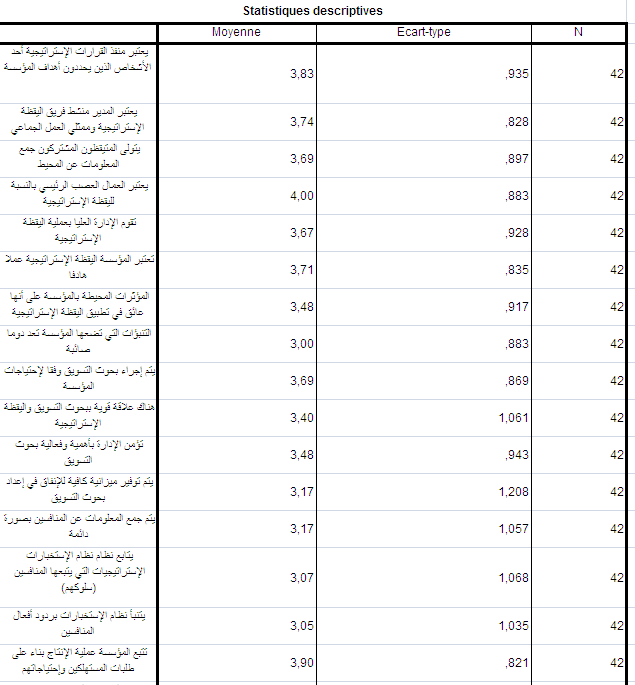 Statistiques descriptives
Moyenne Ecart-type N
يعتبر منفذ القرارات الإستراتيجية أحد
الأشخاص الذين يحددون أهداف المؤسسة
3,83 ,935 42
يعتبر المدير منشط فريق اليقظة
الإستراتيجية وممثلي العمل الجماعي
3,74 ,828 42
يتولى المتيقظون المشتركون جمع
المعلومات عن المحيط
3,69 ,897 42
يعتبر العمال العصب الرئيسي بالنسبة
لليقظة الإستراتيجية
4,00 ,883 42
تقوم الإدارة العليا بعملية اليقظة
الإستراتيجية
3,67 ,928 42
تعتبر المؤسسة اليقظة الإستراتيجية عملا
هادفا
3,71 ,835 42
المؤثرات المحيطة بالمؤسسة على أنها
عائق في تطبيق اليقظة الإستراتيجية
3,48 ,917 42
التنبؤات التي تضعها المؤسسة تعد دوما
صائبة
3,00 ,883 42
يتم إجراء بحوث التسويق وفقا لإحتياجات
المؤسسة
3,69 ,869 42
هناك علاقة قوية ببحوث التسويق واليقظة
الإستراتيجية
3,40 1,061 42
تؤمن الإدارة بأهمية وفعالية بحوث
التسويق
3,48 ,943 42
يتم توفير ميزانية كافية للإنفاق في إعداد
بحوث التسويق
3,17 1,208 42
يتم جمع المعلومات عن المنافسين بصورة
دائمة
3,17 1,057 42
يتابع نظام نظام الإستخبارات
الإستراتيجيات التي يتبعها المنافسين
(سلوكهم)
3,07 1,068 42
يتنبأ نظام الإستخبارات بردود أفعال
المنافسين
3,05 1,035 42
تتبع المؤسسة عملية الإنتاج بناء على
طلبات المستهلكين وإحتياجاتهم
3,90 ,821 42